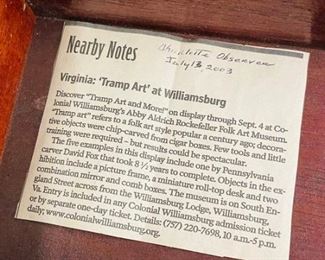 Nearby Notes
Charlotte Observer
July 13, 2003
Virginia: 'Tramp Art' at Williamsburg
Discover "Tramp Art and More!" on display through Sept. 4 at Co-
lonial Williamsburg's Abby Aldrich Rockefeller Folk Art Museum.
"Tramp art" refers to a folk art style popular a century ago; decora-
tive objects were chip-carved from cigar boxes. Few tools and little
training were required – but results could be spectacular.
The five examples in this display include one by Pennsylvania
carver David Fox that took 8 ½ years to complete. Objects in the ex-
hibition include a picture frame, a miniature roll-top desk and two
combination mirror and comb boxes. The museum is on South En-
gland Street across from the Williamsburg Lodge, Williamsburg,
Va. Entry is included in any Colonial Williamsburg admission ticket
or by separate one-day ticket. Details: (757) 220-7698, 10 a.m.-5 p.m.
daily; www.colonialwilliamsburg.org.